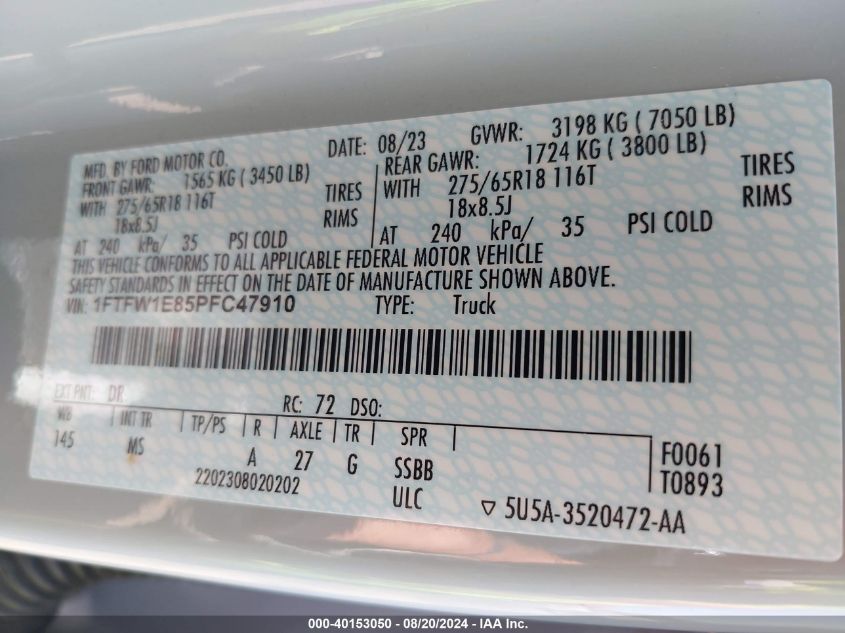 MFD. BY FORD MOTOR CO. DATE: 08/23 GVWR: 3198 KG ( 7050 LB)
FRONT GAWR: 1565 KG ( 3450 LB) REAR GAWR: 1724 KG ( 3800 LB)
WITH 275/65R18 116T TIRES WITH 275/65R18 116T TIRES
18x8.5J RIMS 18x8.5J RIMS
AT 240 kPa/ 35 PSI COLD AT 240 kPa/ 35 PSI COLD
THIS VEHICLE CONFORMS TO ALL APPLICABLE FEDERAL MOTOR VEHICLE
SAFETY STANDARDS IN EFFECT ON THE DATE OF MANUFACTURE SHOWN ABOVE.
VIN: 1FTFW1E85PFC47910 TYPE: Truck
EXT PNT: DR RC: 72 DSO:
WB INT TR TP/PS R AXLE TR SPR
145 MS A 27 G SSBB F0061
2202308020202 ULC T0893
5U5A-3520472-AA
000-40153050 - 08/20/2024 - IAA Inc.